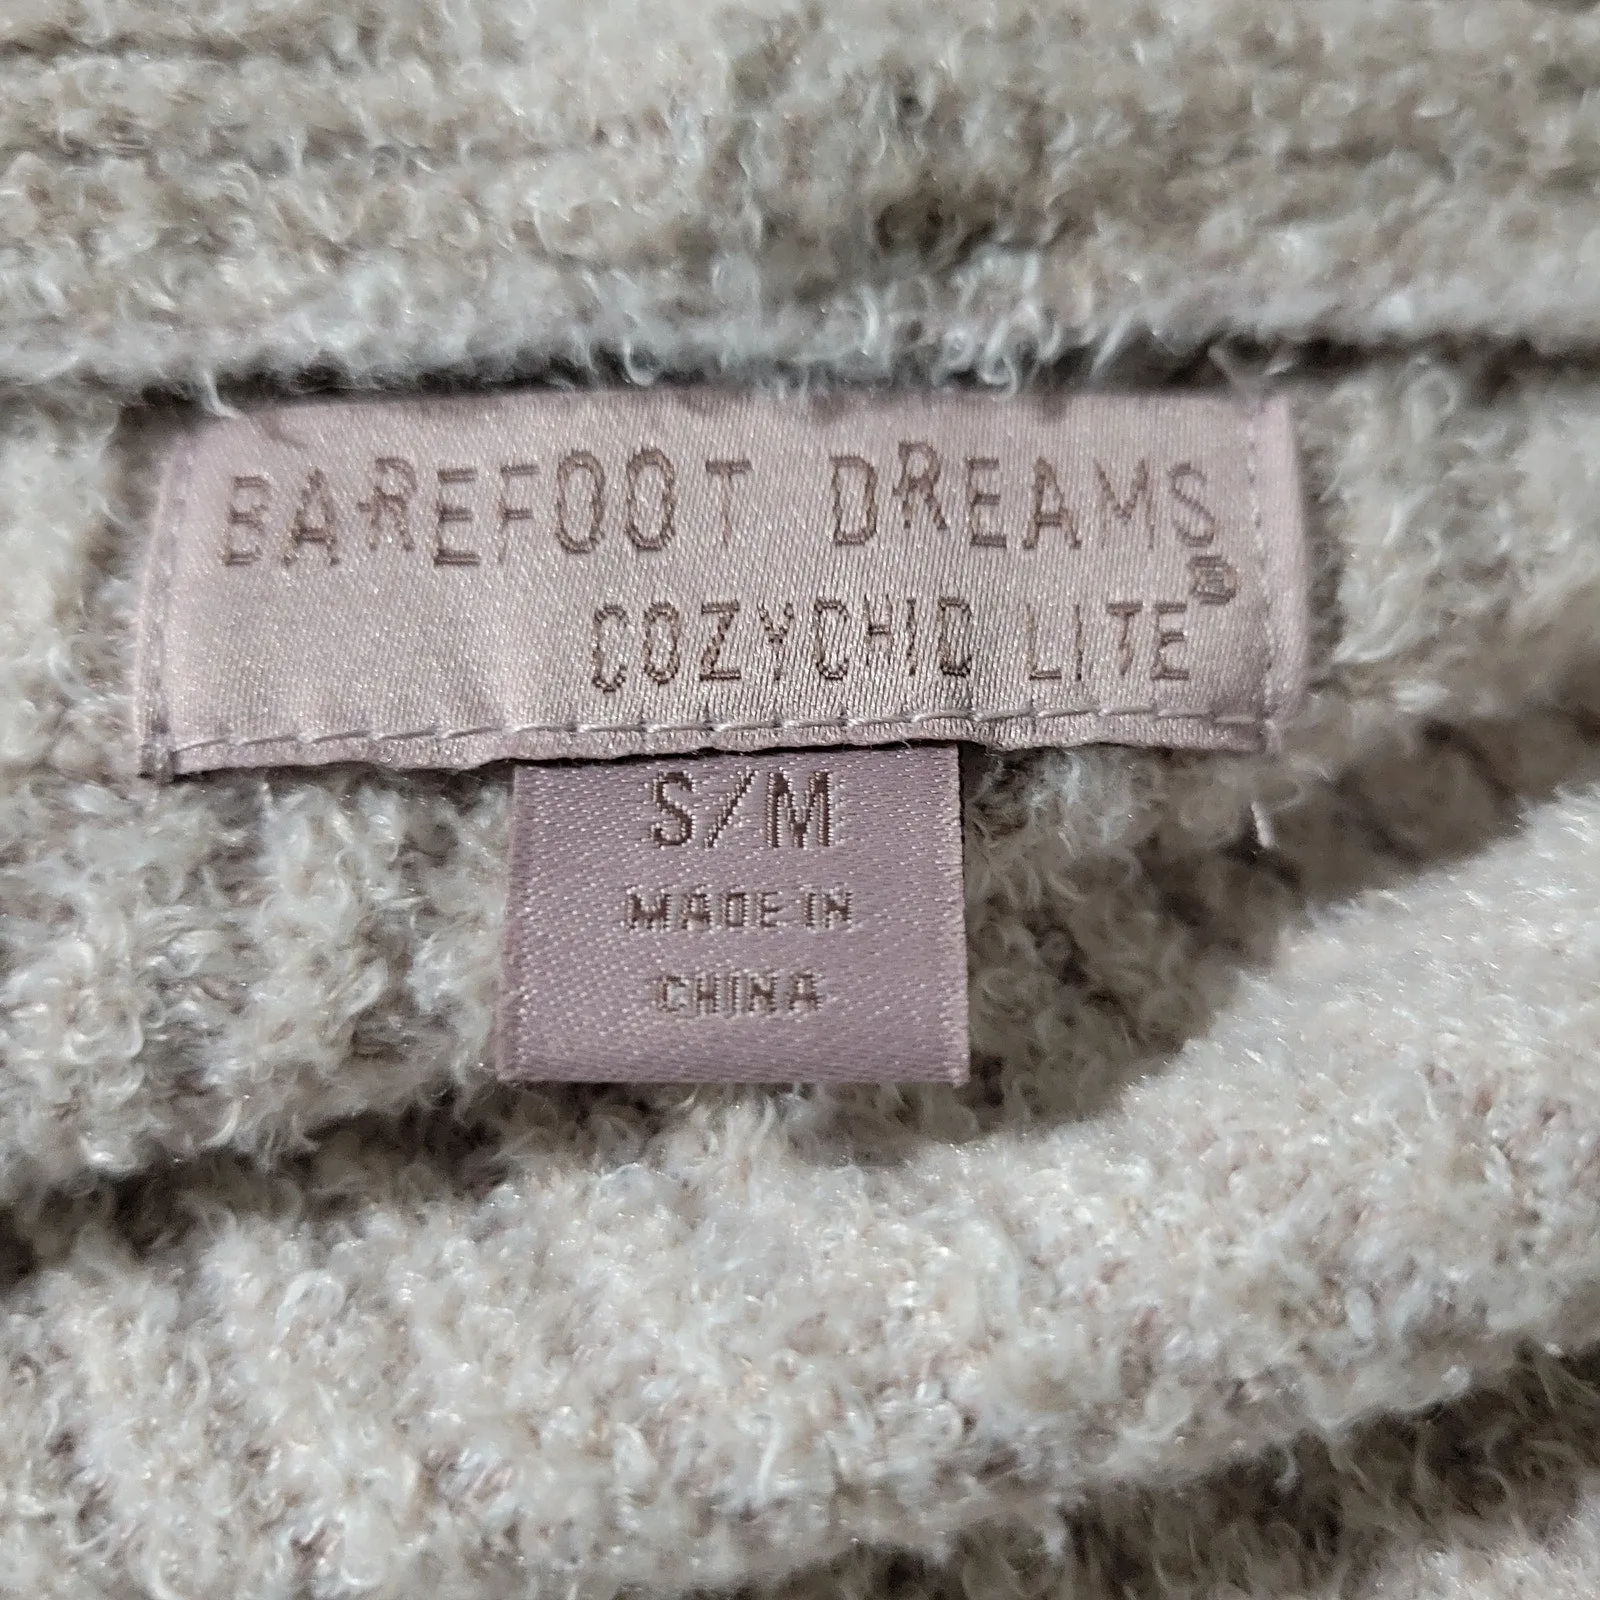 BAREFOOT DREAMS®
COZYCHIC LITE
S/M
MADE IN
CHINA